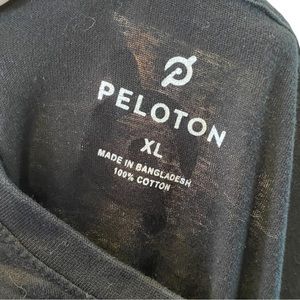 PELOTON
XL
MADE IN BANGLADESH
100% COTTON